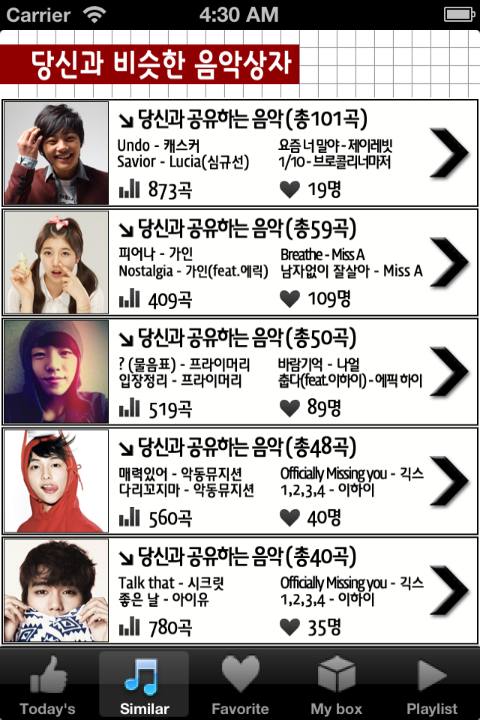 Carrier 4:30 AM
당신과 비슷한 음악상자
당신과 공유하는 음악 (총101곡)
Undo - 캐스커 요즘 너 말야 - 제이레빗
Savior - Lucia(심규선) 1/10 - 브로콜리너마저
873곡 19명
당신과 공유하는 음악 (총59곡)
피어나 - 가인 Breathe - Miss A
Nostalgia - 가인(feat.에릭) 남자없이 잘살아 - Miss A
409곡 109명
당신과 공유하는 음악 (총50곡)
? (물음표) - 프라이머리 바람기억 - 나얼
입장정리 - 프라이머리 춥다(feat.이하이) - 에픽 하이
519곡 89명
당신과 공유하는 음악 (총48곡)
매력있어 - 악동뮤지션 Officially Missing you - 긱스
다리꼬지마 - 악동뮤지션 1,2,3,4 - 이하이
560곡 40명
당신과 공유하는 음악 (총40곡)
Talk that - 시크릿 Officially Missing you - 긱스
좋은 날 - 아이유 1,2,3,4 - 이하이
780곡 35명
Today's Similar Favorite My box Playlist